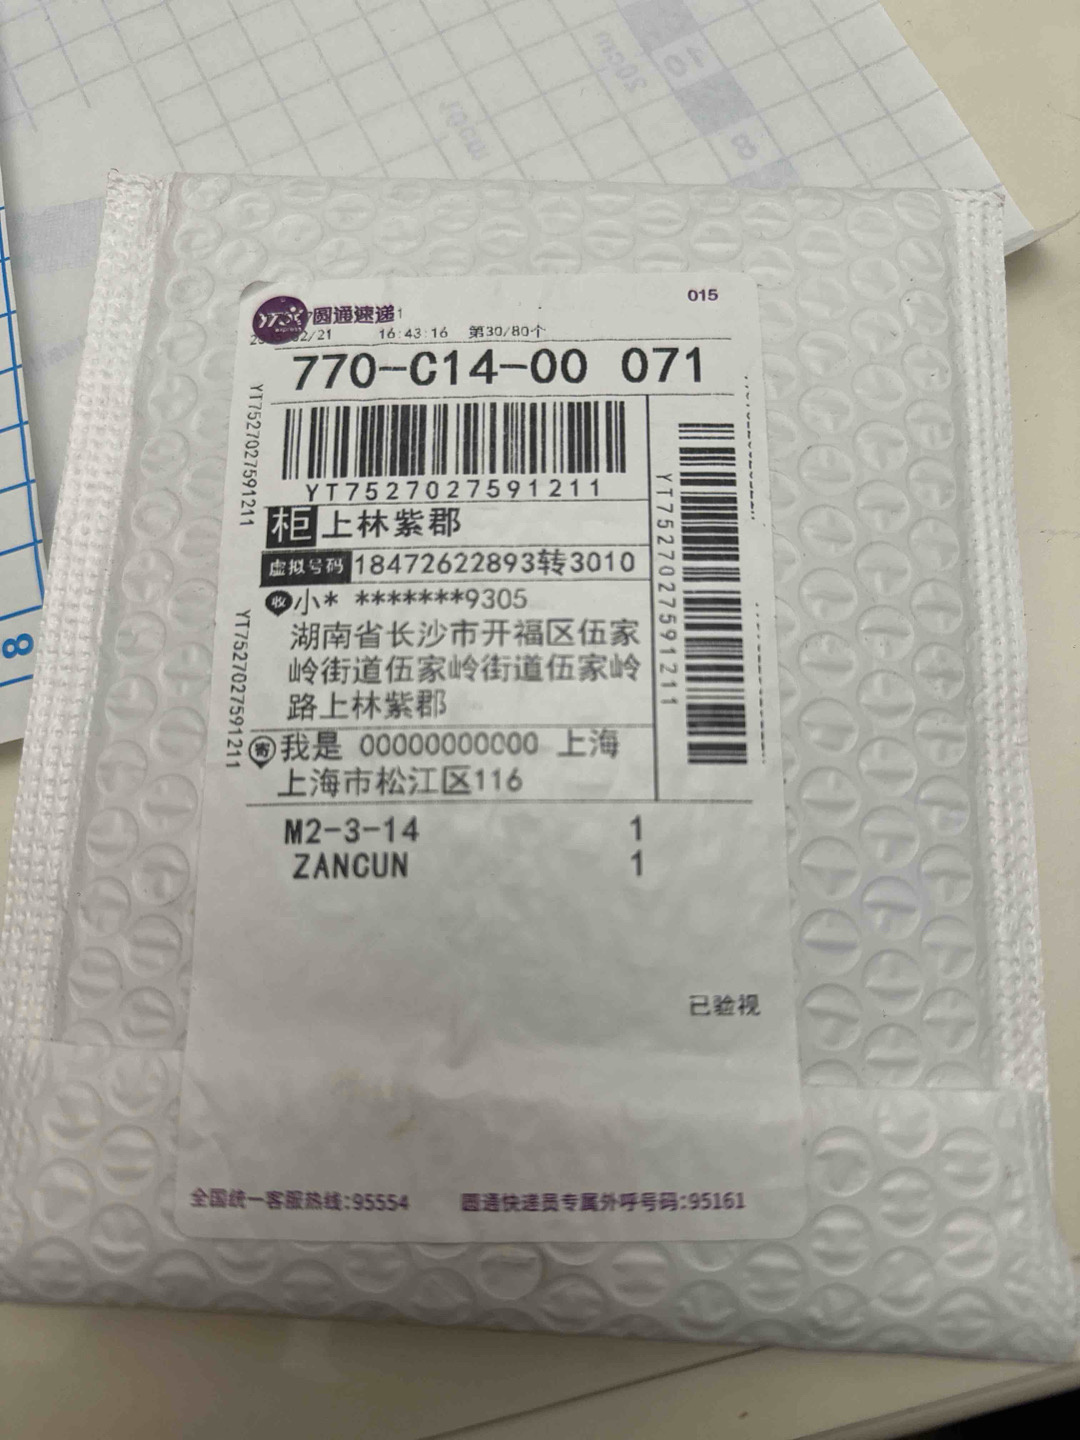 015
圆通速递
02/21 16:43:16 第30/80个
770-C14-00 071
YT7527027591211
YT7527027591211
柜 上林紫郡
虚拟号码 18472622893转3010
YT7527027591211
收 小* *******9305
湖南省长沙市开福区伍家
岭街道伍家岭街道伍家岭
路上林紫郡
YT7527027591211
寄 我是 00000000000 上海
上海市松江区116
M2-3-14 1
ZANCUN 1
已验视
全国统一客服热线:95554 圆通快递员专属外呼号码:95161
10cm
20cm
8
8